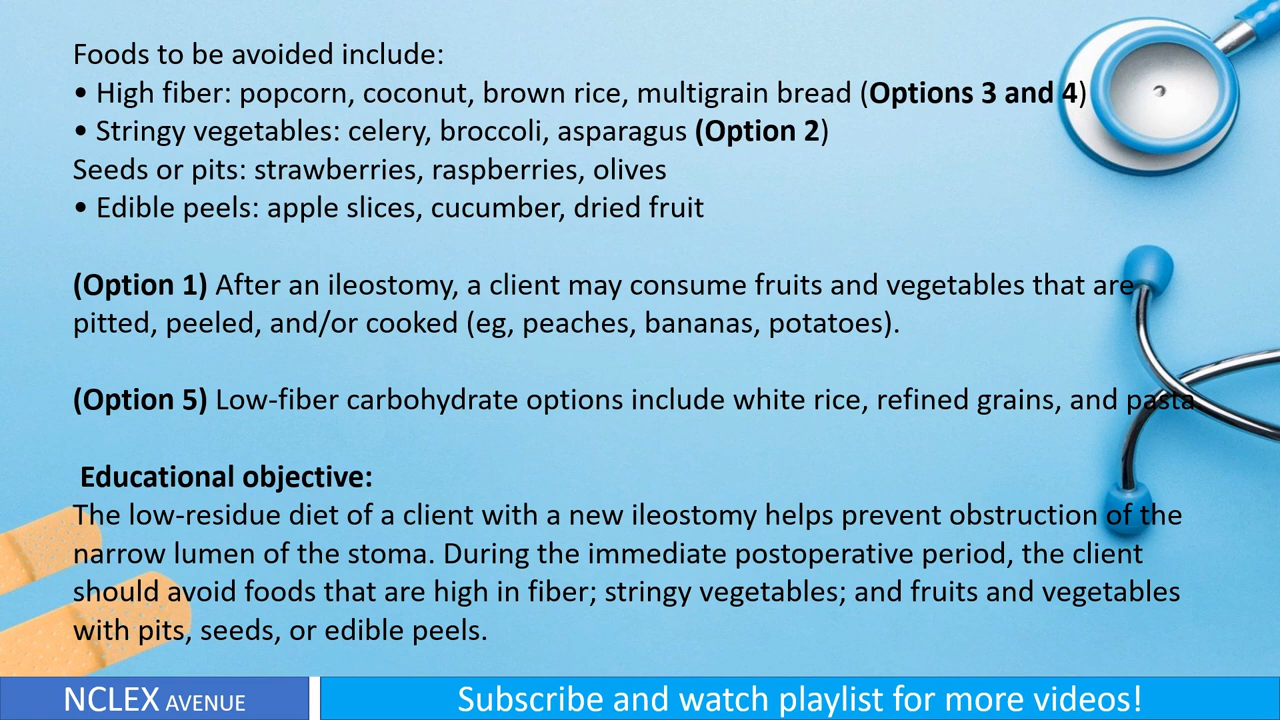 Foods to be avoided include:
• High fiber: popcorn, coconut, brown rice, multigrain bread (Options 3 and 4)
• Stringy vegetables: celery, broccoli, asparagus (Option 2)
Seeds or pits: strawberries, raspberries, olives
• Edible peels: apple slices, cucumber, dried fruit
(Option 1) After an ileostomy, a client may consume fruits and vegetables that are
pitted, peeled, and/or cooked (eg, peaches, bananas, potatoes).
(Option 5) Low-fiber carbohydrate options include white rice, refined grains, and pasta.
Educational objective:
The low-residue diet of a client with a new ileostomy helps prevent obstruction of the
narrow lumen of the stoma. During the immediate postoperative period, the client
should avoid foods that are high in fiber; stringy vegetables; and fruits and vegetables
with pits, seeds, or edible peels.
NCLEX AVENUE
Subscribe and watch playlist for more videos!